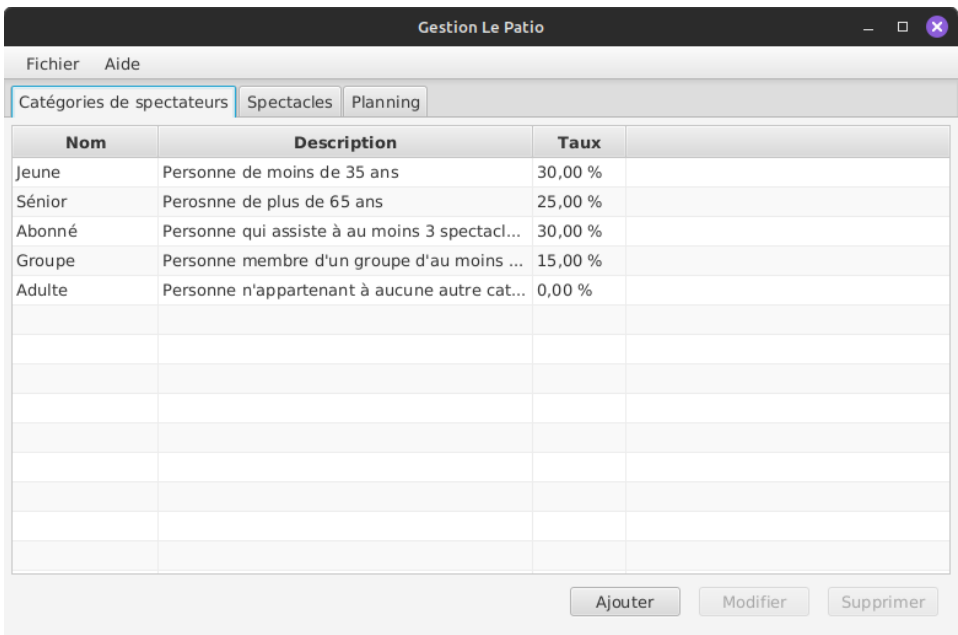 Gestion Le Patio
Fichier Aide
Catégories de spectateurs Spectacles Planning
Nom Description Taux
Jeune Personne de moins de 35 ans 30,00 %
Sénior Perosnne de plus de 65 ans 25,00 %
Abonné Personne qui assiste à au moins 3 spectacl... 30,00 %
Groupe Personne membre d'un groupe d'au moins ... 15,00 %
Adulte Personne n'appartenant à aucune autre cat... 0,00 %
Ajouter Modifier Supprimer